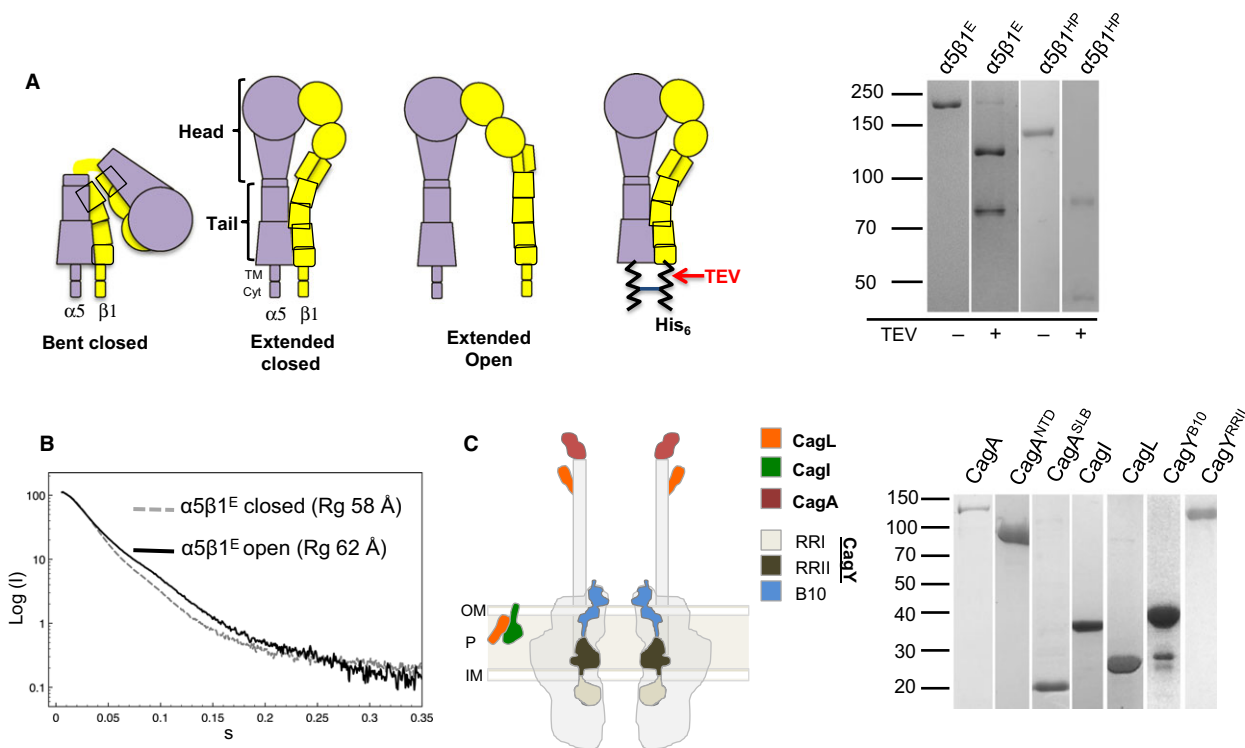 A
Head
Tail
TM
Cyt
α5 β1
Bent closed
α5 β1
Extended closed
Extended Open
TEV
His6
α5β1E α5β1E α5β1HP α5β1HP
250
150
100
70
50
TEV – + – +
B
Log (I)
100
10
1
0.1
α5β1E closed (Rg 58 Å)
α5β1E open (Rg 62 Å)
0 0.05 0.1 0.15 0.2 0.25 0.3 0.35
s
C
OM
P
IM
CagL
CagI
CagA
RRI
RRII
B10
CagY
CagA CagANTD CagASLB CagI CagL CagYB10 CagYRRII
150
100
70
50
40
30
20